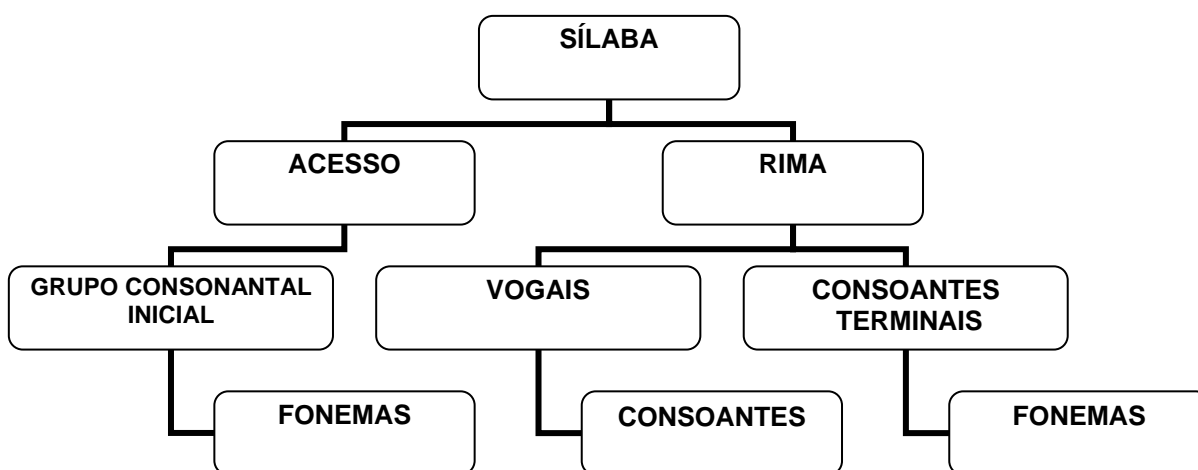 SÍLABA
ACESSO
RIMA
GRUPO CONSONANTAL
INICIAL
VOGAIS
CONSOANTES
TERMINAIS
FONEMAS
CONSOANTES
FONEMAS